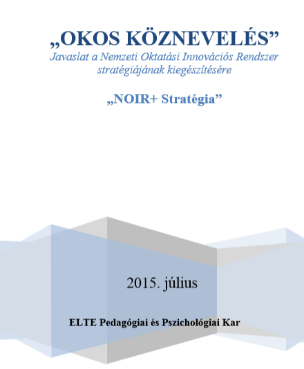 „OKOS KÖZNEVELÉS”
Javaslat a Nemzeti Oktatási Innovációs Rendszer
stratégiájának kiegészítésére
„NOIR+ Stratégia”
2015. július
ELTE Pedagógiai és Pszichológiai Kar